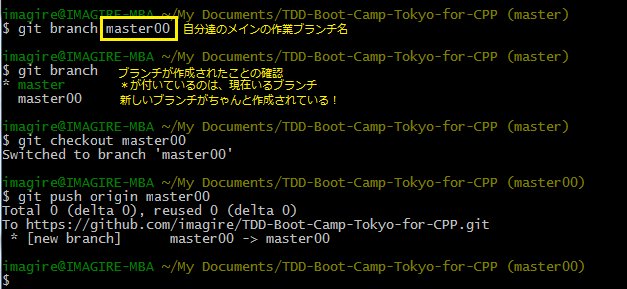 imagire@IMAGIRE-MBA ~/My Documents/TDD-Boot-Camp-Tokyo-for-CPP (master)
$ git branch master00 自分達のメインの作業ブランチ名
imagire@IMAGIRE-MBA ~/My Documents/TDD-Boot-Camp-Tokyo-for-CPP (master)
$ git branch ブランチが作成されたことの確認
* master *が付いているのは、現在いるブランチ
master00 新しいブランチがちゃんと作成されている！
imagire@IMAGIRE-MBA ~/My Documents/TDD-Boot-Camp-Tokyo-for-CPP (master)
$ git checkout master00
Switched to branch 'master00'
imagire@IMAGIRE-MBA ~/My Documents/TDD-Boot-Camp-Tokyo-for-CPP (master00)
$ git push origin master00
Total 0 (delta 0), reused 0 (delta 0)
To https://github.com/imagire/TDD-Boot-Camp-Tokyo-for-CPP.git
* [new branch] master00 -> master00
imagire@IMAGIRE-MBA ~/My Documents/TDD-Boot-Camp-Tokyo-for-CPP (master00)
$